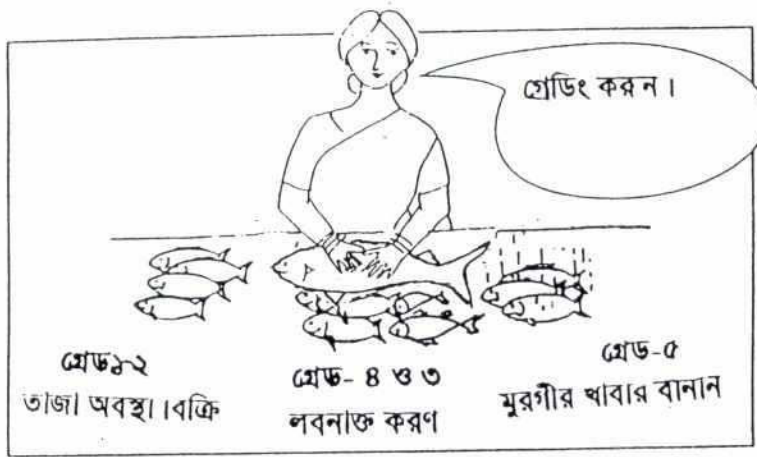 গ্রেডিং করুন।
গ্রেড১-২
তাজা অবস্থা।বিক্রি
গ্রেড- ৪ ও ৩
লবনাক্ত করণ
গ্রেড-৫
মুরগীর খাবার বানান